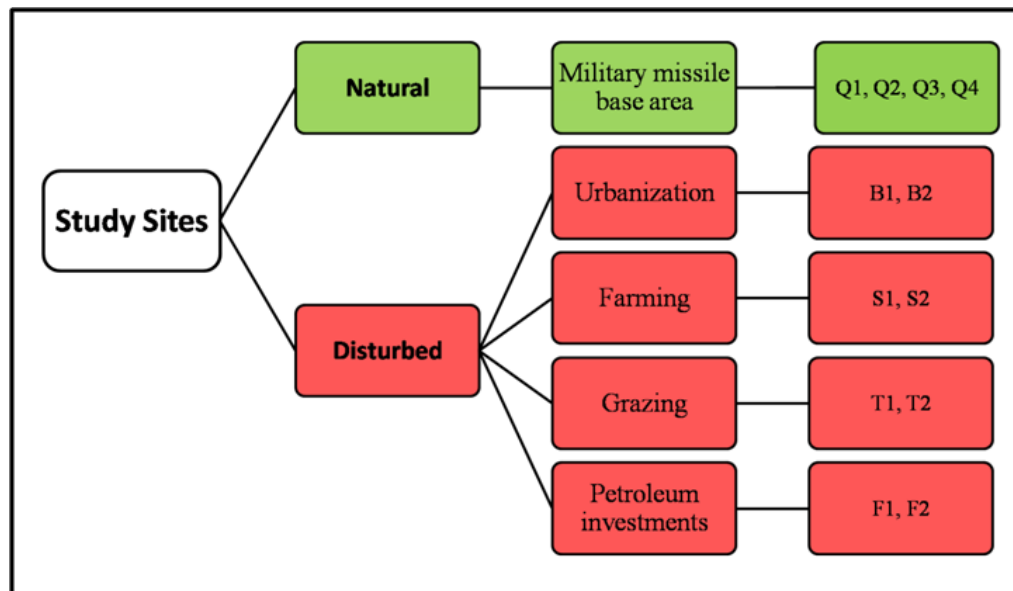 Study Sites
Natural
Military missile
base area
Q1, Q2, Q3, Q4
Disturbed
Urbanization
B1, B2
Farming
S1, S2
Grazing
T1, T2
Petroleum
investments
F1, F2